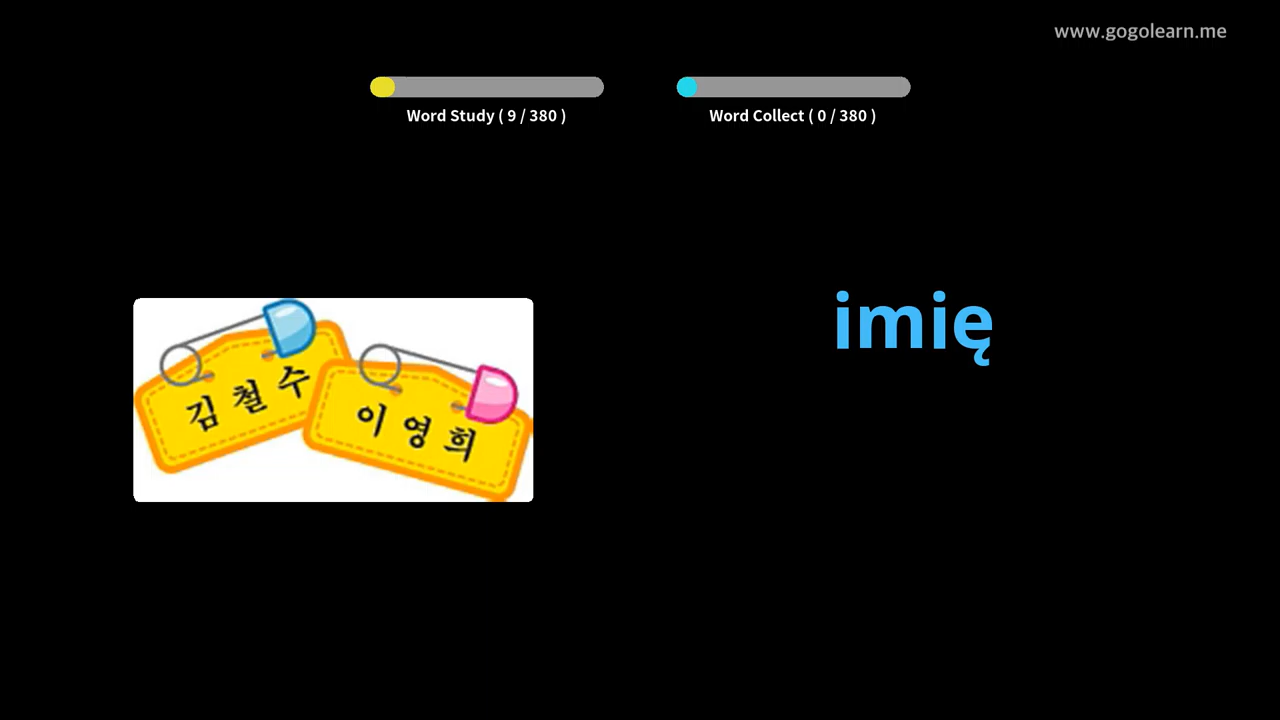 www.gogolearn.me
Word Study ( 9 / 380 )
Word Collect ( 0 / 380 )
김철수
이영희
imię